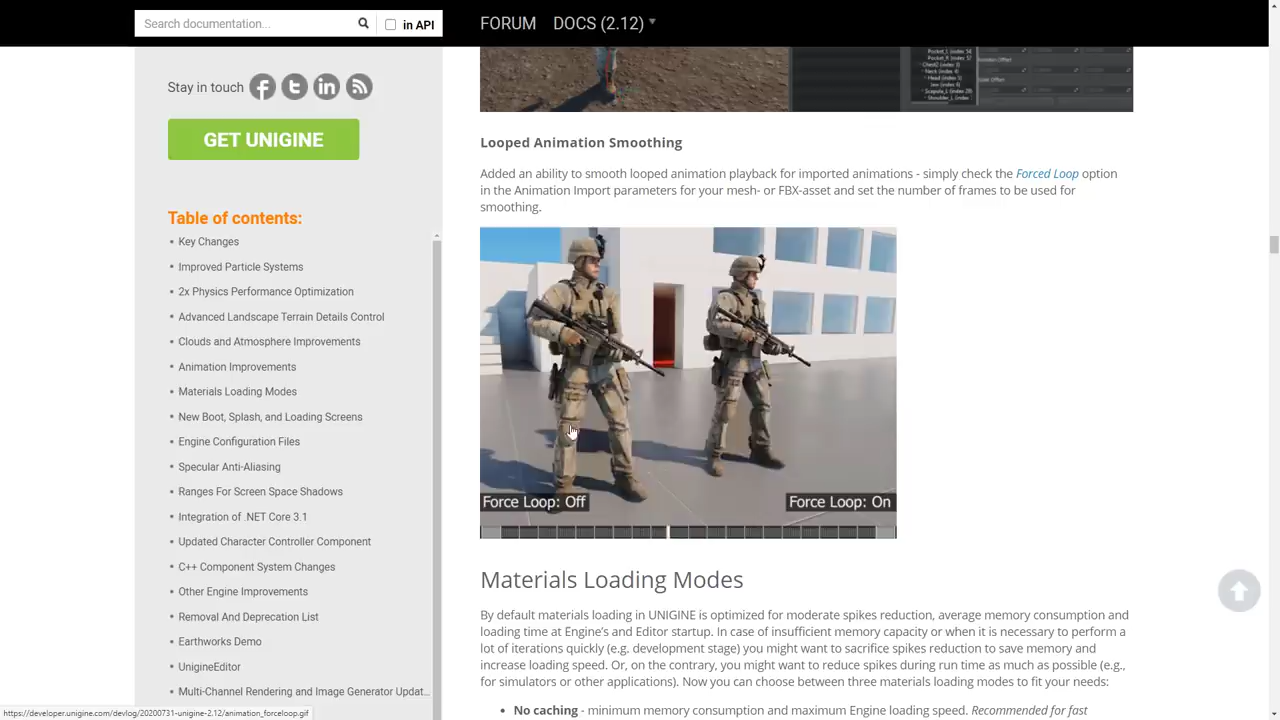 Search documentation...
in API
FORUM
DOCS (2.12)
Stay in touch
GET UNIGINE
Table of contents:
Key Changes
Improved Particle Systems
2x Physics Performance Optimization
Advanced Landscape Terrain Details Control
Clouds and Atmosphere Improvements
Animation Improvements
Materials Loading Modes
New Boot, Splash, and Loading Screens
Engine Configuration Files
Specular Anti-Aliasing
Ranges For Screen Space Shadows
Integration of .NET Core 3.1
Updated Character Controller Component
C++ Component System Changes
Other Engine Improvements
Removal And Deprecation List
Earthworks Demo
UnigineEditor
Multi-Channel Rendering and Image Generator Updat...
https://developer.unigine.com/devlog/20200731-unigine-2.12/animation_forceloop.gif
Looped Animation Smoothing
Added an ability to smooth looped animation playback for imported animations - simply check the Forced Loop option
in the Animation Import parameters for your mesh- or FBX-asset and set the number of frames to be used for
smoothing.
Force Loop: Off
Force Loop: On
Materials Loading Modes
By default materials loading in UNIGINE is optimized for moderate spikes reduction, average memory consumption and
loading time at Engine's and Editor startup. In case of insufficient memory capacity or when it is necessary to perform a
lot of iterations quickly (e.g. development stage) you might want to sacrifice spikes reduction to save memory and
increase loading speed. Or, on the contrary, you might want to reduce spikes during run time as much as possible (e.g.,
for simulators or other applications). Now you can choose between three materials loading modes to fit your needs:
No caching - minimum memory consumption and maximum Engine loading speed. Recommended for fast